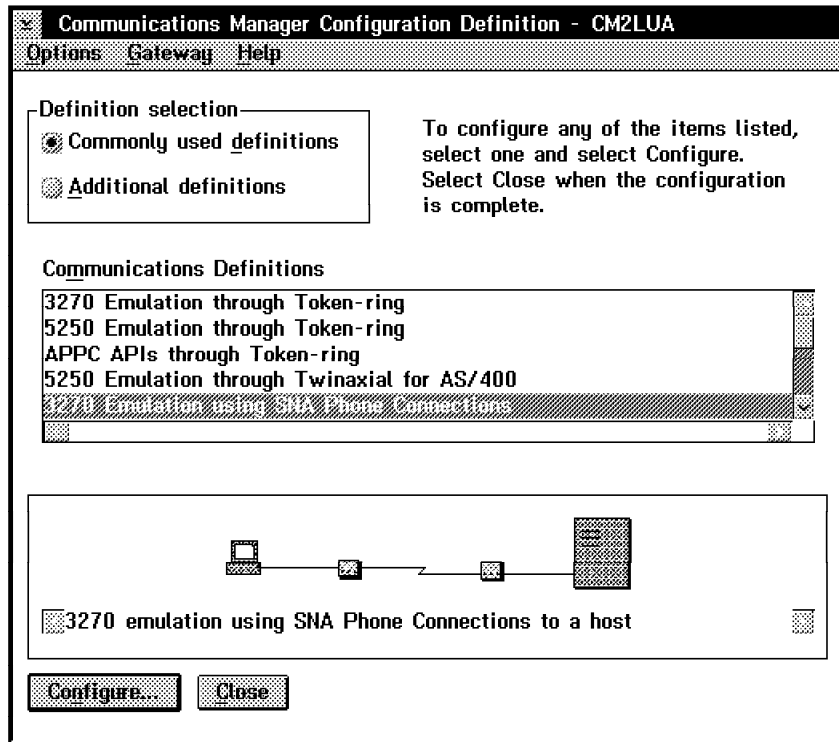 Communications Manager Configuration Definition - CM2LUA
Options Gateway Help
Definition selection
Commonly used definitions
Additional definitions
To configure any of the items listed,
select one and select Configure.
Select Close when the configuration
is complete.
Communications Definitions
3270 Emulation through Token-ring
5250 Emulation through Token-ring
APPC APIs through Token-ring
5250 Emulation through Twinaxial for AS/400
3270 Emulation using SNA Phone Connections
3270 emulation using SNA Phone Connections to a host
Configure...
Close